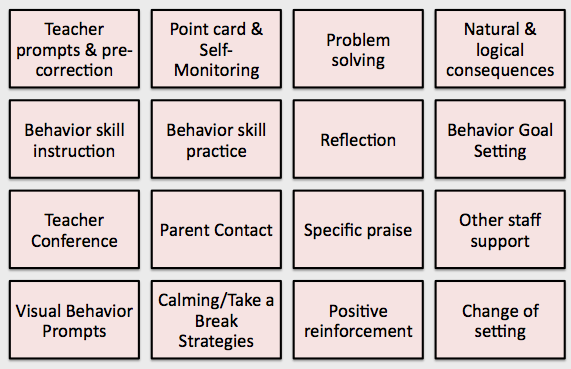 Teacher
prompts & pre-
correction
Point card &
Self-
Monitoring
Problem
solving
Natural &
logical
consequences
Behavior skill
instruction
Behavior skill
practice
Reflection
Behavior Goal
Setting
Teacher
Conference
Parent Contact
Specific praise
Other staff
support
Visual Behavior
Prompts
Calming/Take a
Break
Strategies
Positive
reinforcement
Change of
setting